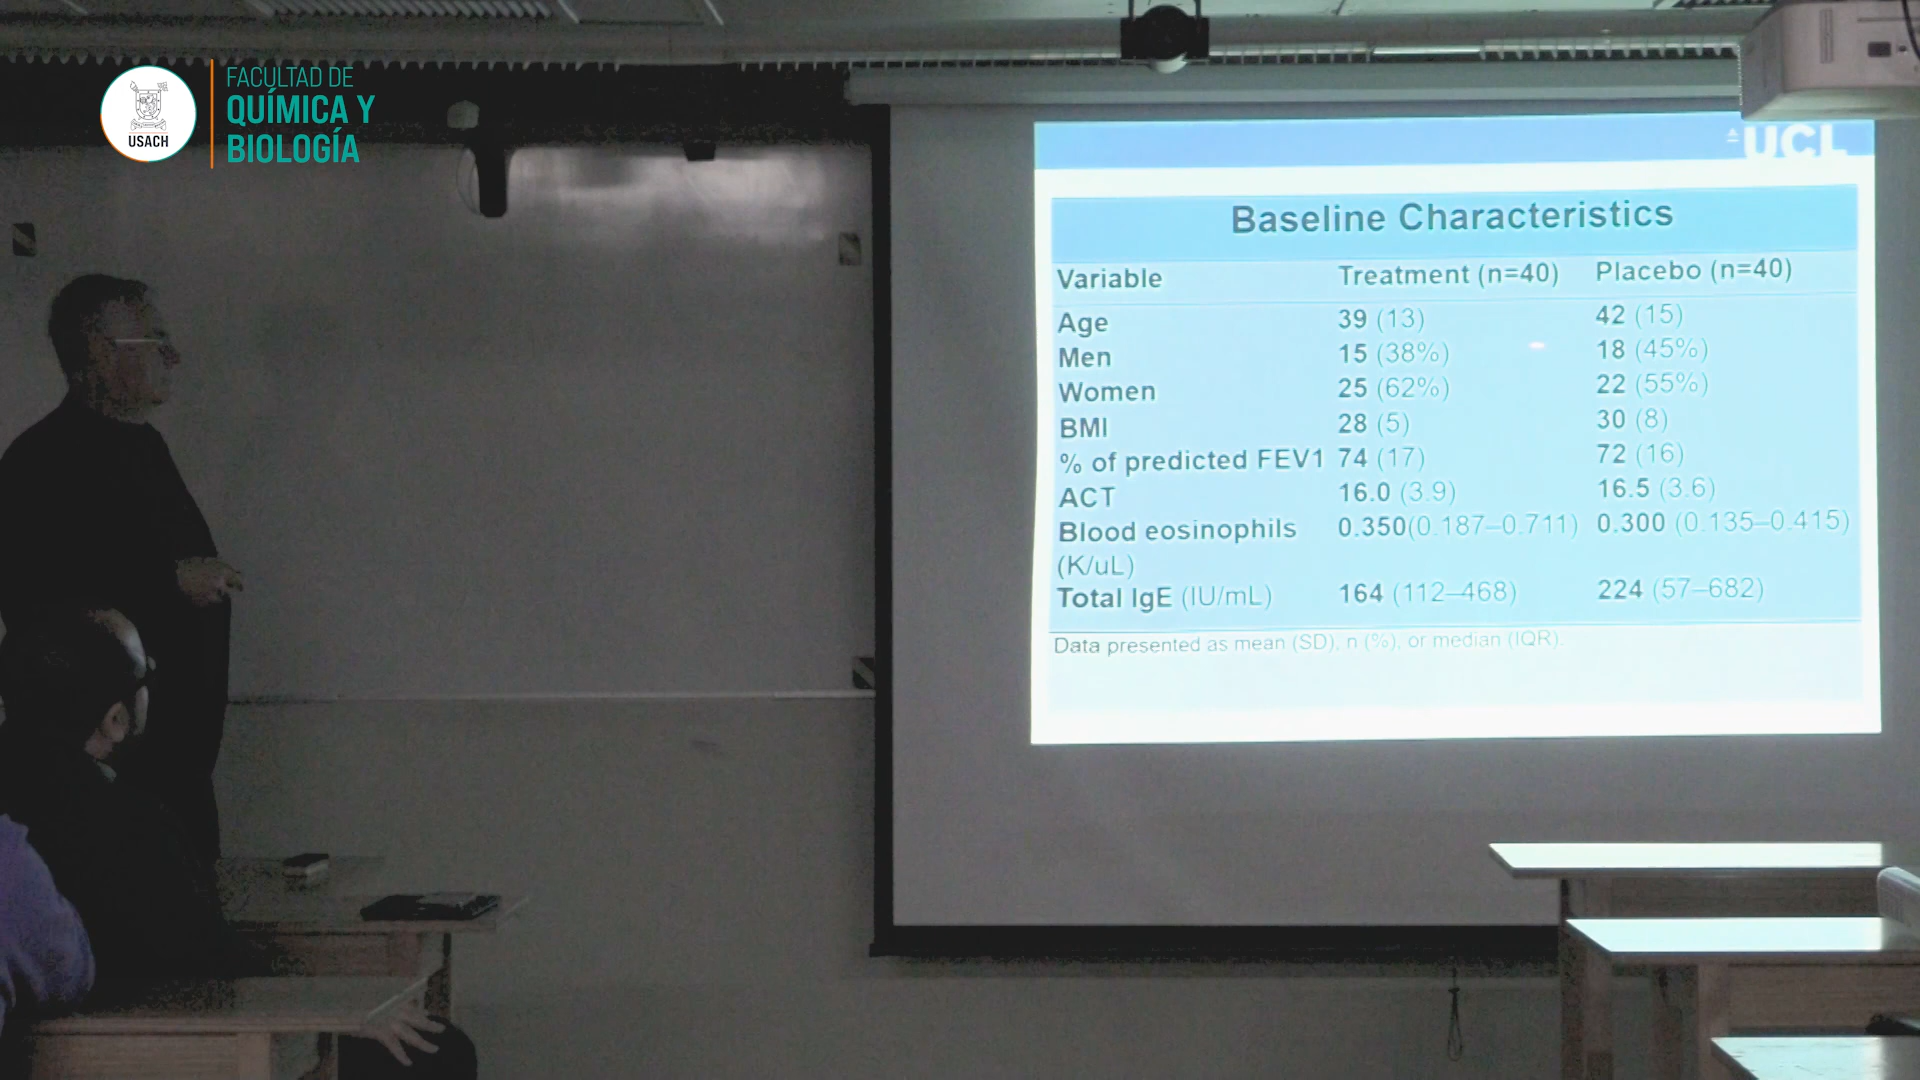 USACH
FACULTAD DE
QUÍMICA Y
BIOLOGÍA
UCL
Baseline Characteristics
Variable Treatment (n=40) Placebo (n=40)
Age 39 (13) 42 (15)
Men 15 (38%) 18 (45%)
Women 25 (62%) 22 (55%)
BMI 28 (5) 30 (8)
% of predicted FEV1 74 (17) 72 (16)
ACT 16.0 (3.9) 16.5 (3.6)
Blood eosinophils 0.350(0.187–0.711) 0.300 (0.135–0.415)
(K/uL)
Total IgE (IU/mL) 164 (112–468) 224 (57–682)
Data presented as mean (SD), n (%), or median (IQR).